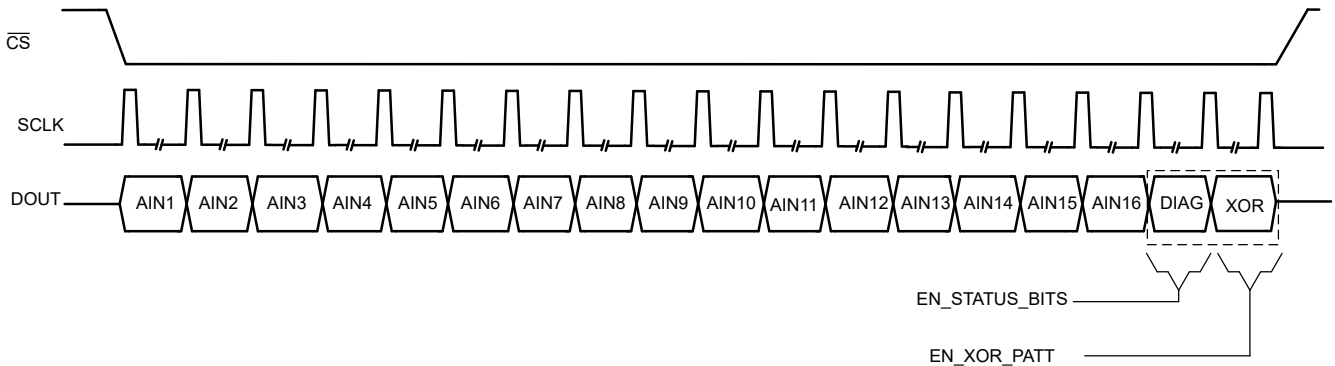 CS
SCLK
DOUT AIN1 AIN2 AIN3 AIN4 AIN5 AIN6 AIN7 AIN8 AIN9 AIN10 AIN11 AIN12 AIN13 AIN14 AIN15 AIN16 DIAG XOR
EN_STATUS_BITS
EN_XOR_PATT